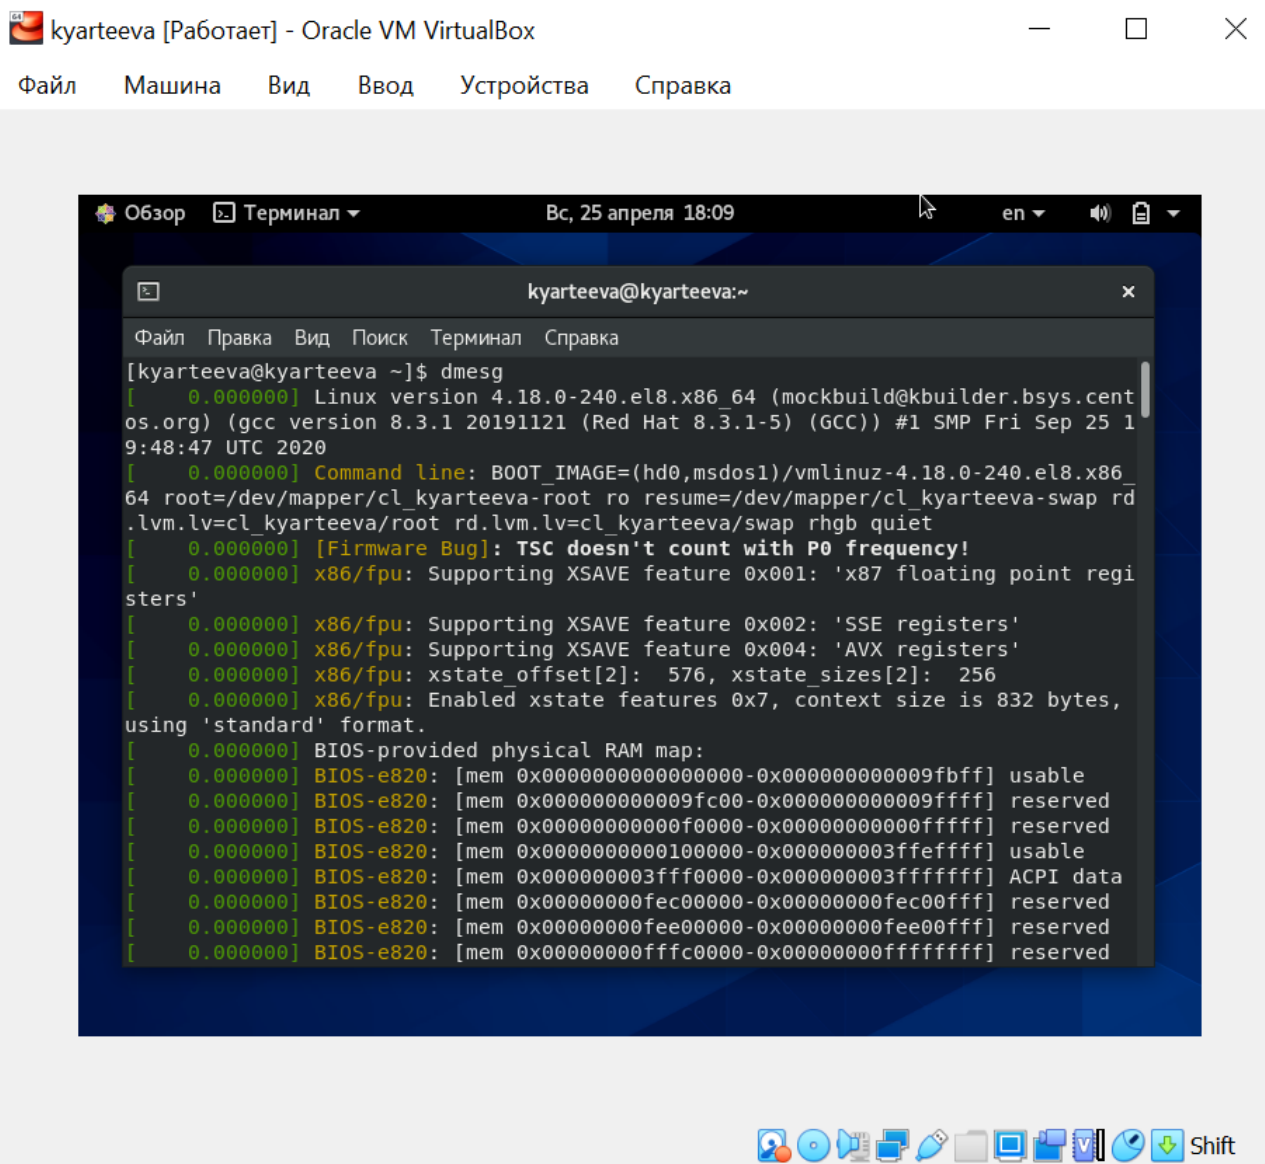 kyarteeva [Работает] - Oracle VM VirtualBox
Файл Машина Вид Ввод Устройства Справка
Обзор Терминал Вс, 25 апреля 18:09 en
kyarteeva@kyarteeva:~
Файл Правка Вид Поиск Терминал Справка
[kyarteeva@kyarteeva ~]$ dmesg
[    0.000000] Linux version 4.18.0-240.el8.x86_64 (mockbuild@kbuilder.bsys.cent
os.org) (gcc version 8.3.1 20191121 (Red Hat 8.3.1-5) (GCC)) #1 SMP Fri Sep 25 1
9:48:47 UTC 2020
[    0.000000] Command line: BOOT_IMAGE=(hd0,msdos1)/vmlinuz-4.18.0-240.el8.x86_
64 root=/dev/mapper/cl_kyarteeva-root ro resume=/dev/mapper/cl_kyarteeva-swap rd
.lvm.lv=cl_kyarteeva/root rd.lvm.lv=cl_kyarteeva/swap rhgb quiet
[    0.000000] [Firmware Bug]: TSC doesn't count with P0 frequency!
[    0.000000] x86/fpu: Supporting XSAVE feature 0x001: 'x87 floating point regi
sters'
[    0.000000] x86/fpu: Supporting XSAVE feature 0x002: 'SSE registers'
[    0.000000] x86/fpu: Supporting XSAVE feature 0x004: 'AVX registers'
[    0.000000] x86/fpu: xstate_offset[2]:  576, xstate_sizes[2]:  256
[    0.000000] x86/fpu: Enabled xstate features 0x7, context size is 832 bytes,
using 'standard' format.
[    0.000000] BIOS-provided physical RAM map:
[    0.000000] BIOS-e820: [mem 0x0000000000000000-0x000000000009fbff] usable
[    0.000000] BIOS-e820: [mem 0x000000000009fc00-0x000000000009ffff] reserved
[    0.000000] BIOS-e820: [mem 0x00000000000f0000-0x00000000000fffff] reserved
[    0.000000] BIOS-e820: [mem 0x0000000000100000-0x000000003ffeffff] usable
[    0.000000] BIOS-e820: [mem 0x000000003fff0000-0x000000003fffffff] ACPI data
[    0.000000] BIOS-e820: [mem 0x00000000fec00000-0x00000000fec00fff] reserved
[    0.000000] BIOS-e820: [mem 0x00000000fee00000-0x00000000fee00fff] reserved
[    0.000000] BIOS-e820: [mem 0x00000000fffc0000-0x00000000ffffffff] reserved
Shift